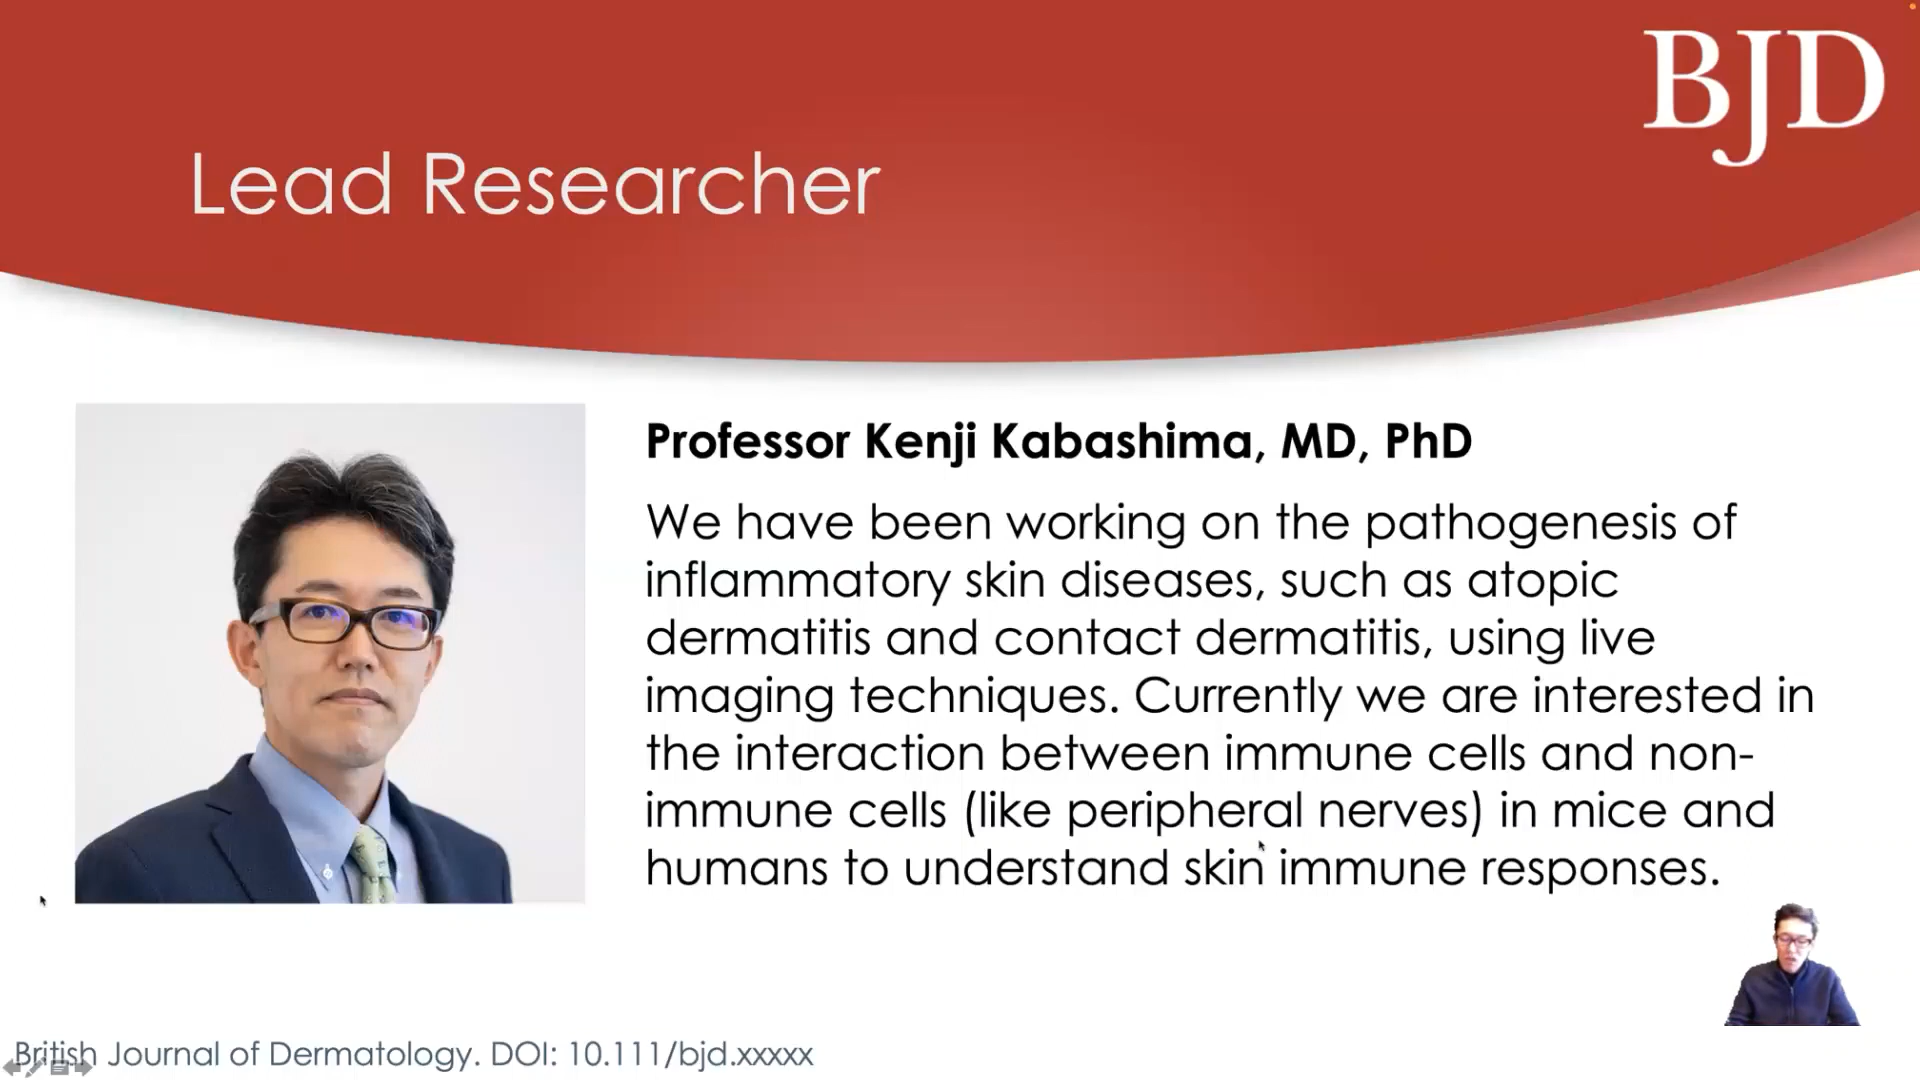 BJD
Lead Researcher
Professor Kenji Kabashima, MD, PhD
We have been working on the pathogenesis of
inflammatory skin diseases, such as atopic
dermatitis and contact dermatitis, using live
imaging techniques. Currently we are interested in
the interaction between immune cells and non-
immune cells (like peripheral nerves) in mice and
humans to understand skin immune responses.
British Journal of Dermatology. DOI: 10.111/bjd.xxxxx